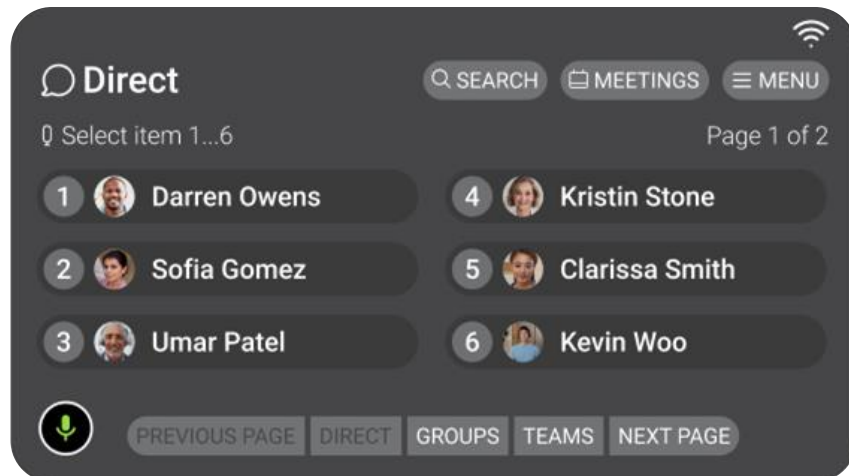 Direct
SEARCH
MEETINGS
MENU
Select item 1...6
Page 1 of 2
1 Darren Owens
2 Sofia Gomez
3 Umar Patel
4 Kristin Stone
5 Clarissa Smith
6 Kevin Woo
PREVIOUS PAGE
DIRECT
GROUPS
TEAMS
NEXT PAGE